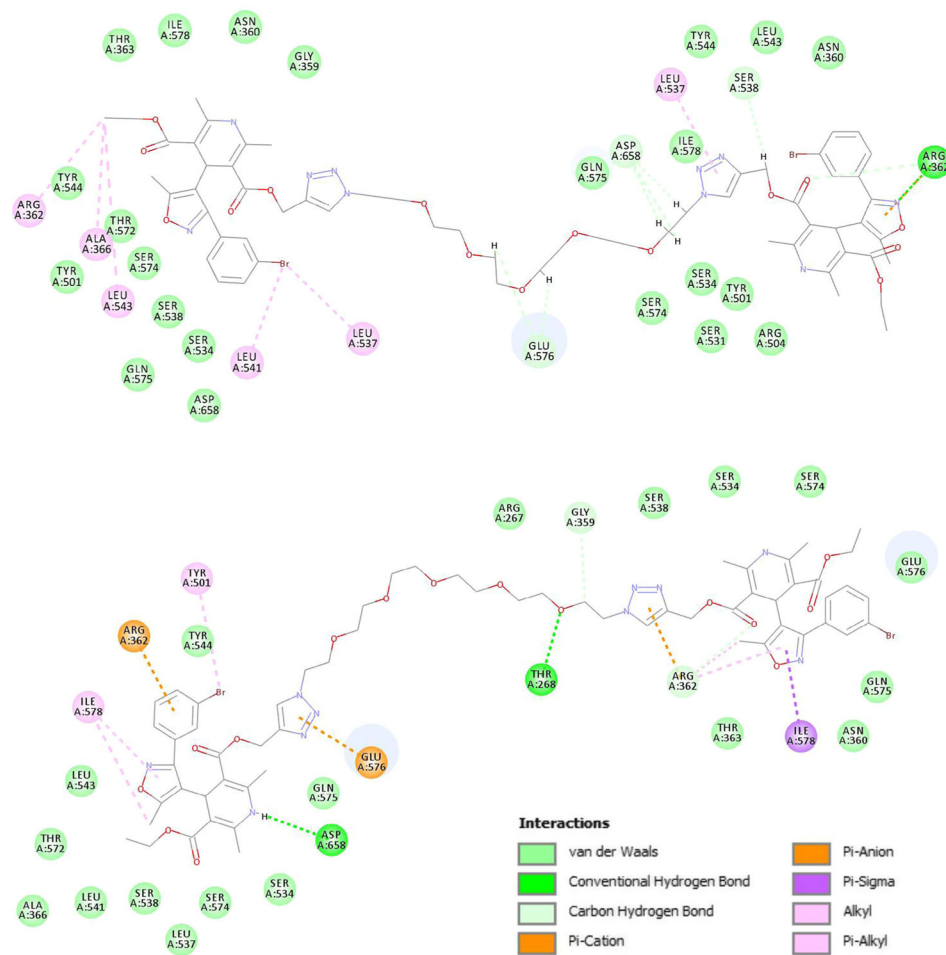 ILE
A:578
ASN
A:360
THR
A:363
GLY
A:359
TYR
A:544
LEU
A:543
ASN
A:360
LEU
A:537
SER
A:538
ASP
A:658
ILE
A:578
GLN
A:575
ARG
A:362
TYR
A:544
ARG
A:362
THR
A:572
ALA
A:366
SER
A:574
TYR
A:501
LEU
A:543
SER
A:538
SER
A:534
LEU
A:537
LEU
A:541
GLN
A:575
ASP
A:658
GLU
A:576
SER
A:534
TYR
A:501
SER
A:574
SER
A:531
ARG
A:504
O
N
NH
Br
H
SER
A:534
SER
A:574
SER
A:538
ARG
A:267
GLY
A:359
GLU
A:576
TYR
A:501
ARG
A:362
TYR
A:544
THR
A:268
ARG
A:362
GLN
A:575
ILE
A:578
THR
A:363
ILE
A:578
ASN
A:360
GLU
A:576
LEU
A:543
GLN
A:575
THR
A:572
ASP
A:658
ALA
A:366
LEU
A:541
SER
A:538
SER
A:574
SER
A:534
LEU
A:537
Interactions
van der Waals
Conventional Hydrogen Bond
Carbon Hydrogen Bond
Pi-Cation
Pi-Anion
Pi-Sigma
Alkyl
Pi-Alkyl